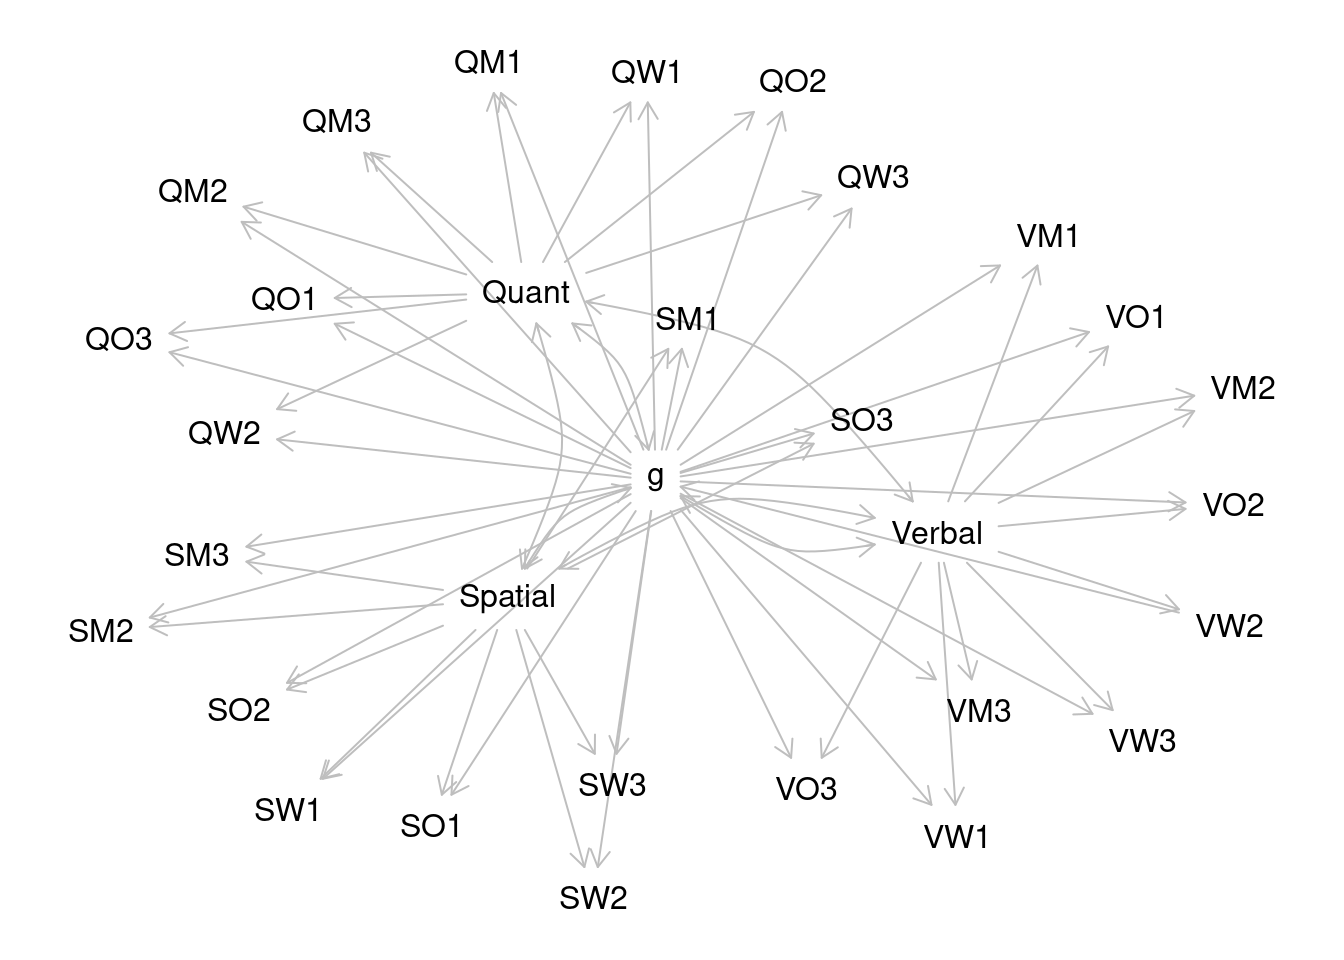 QM1
QW1
QO2
QM3
QW3
QM2
VM1
Quant
QO1
SM1
VO1
QO3
VM2
SO3
QW2
g
VO2
Verbal
SM3
Spatial
VW2
SM2
SO2
VM3
VW3
SW3
VO3
SW1
SO1
VW1
SW2